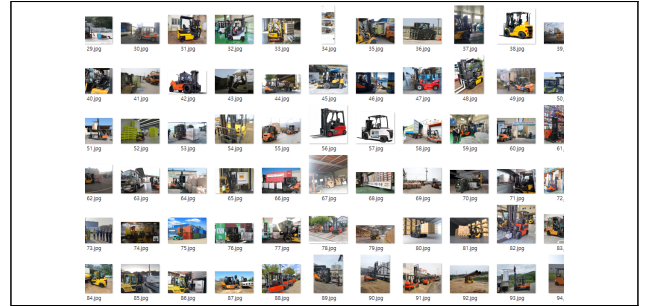 29.jpg 30.jpg 31.jpg 32.jpg 33.jpg 34.jpg 35.jpg 36.jpg 37.jpg 38.jpg 39.
40.jpg 41.jpg 42.jpg 43.jpg 44.jpg 45.jpg 46.jpg 47.jpg 48.jpg 49.jpg 50.
51.jpg 52.jpg 53.jpg 54.jpg 55.jpg 56.jpg 57.jpg 58.jpg 59.jpg 60.jpg 61.
62.jpg 63.jpg 64.jpg 65.jpg 66.jpg 67.jpg 68.jpg 69.jpg 70.jpg 71.jpg 72.
73.jpg 74.jpg 75.jpg 76.jpg 77.jpg 78.jpg 79.jpg 80.jpg 81.jpg 82.jpg 83.
84.jpg 85.jpg 86.jpg 87.jpg 88.jpg 89.jpg 90.jpg 91.jpg 92.jpg 93.jpg 94.